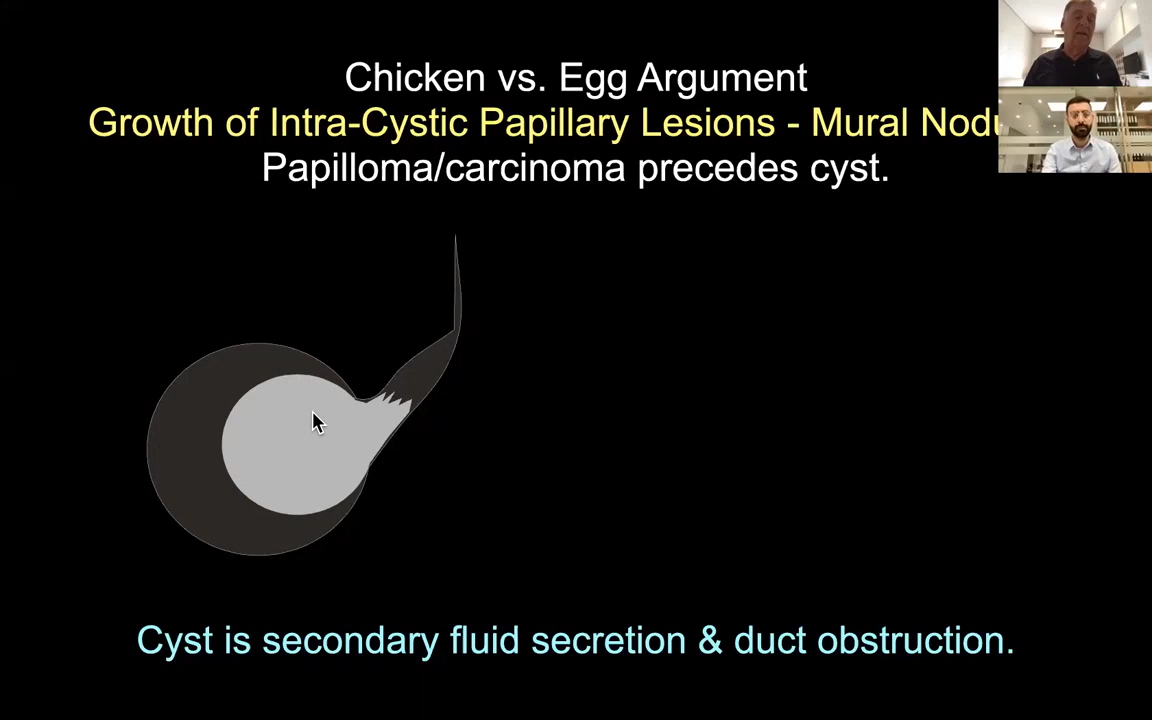 Chicken vs. Egg Argument
Growth of Intra-Cystic Papillary Lesions - Mural
Papilloma/carcinoma precedes cyst.
Cyst is secondary fluid secretion & duct obstruction.